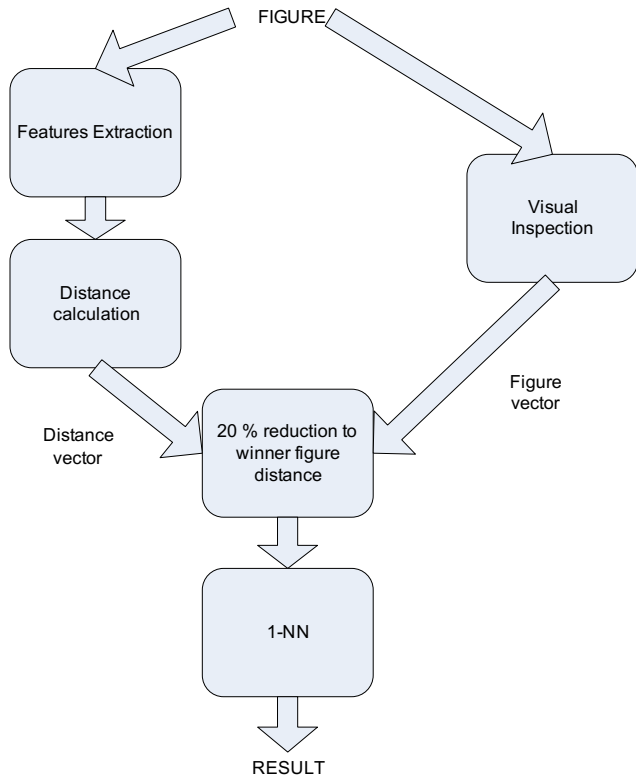 FIGURE
Features Extraction
Visual
Inspection
Distance
calculation
Figure
vector
Distance
vector
20 % reduction to
winner figure
distance
1-NN
RESULT